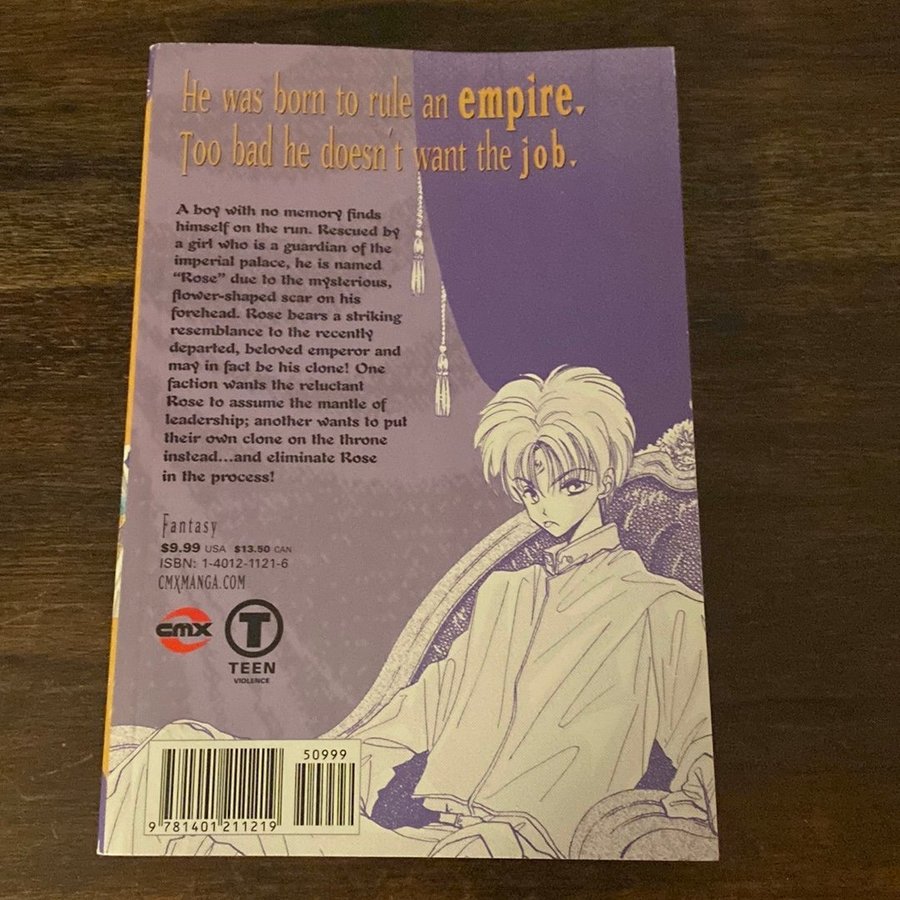 He was born to rule an empire.
Too bad he doesn't want the job.
A boy with no memory finds
himself on the run. Rescued by
a girl who is a guardian of the
imperial palace, he is named
“Rose” due to the mysterious,
flower-shaped scar on his
forehead. Rose bears a striking
resemblance to the recently
departed, beloved emperor and
may in fact be his clone! One
faction wants the reluctant
Rose to assume the mantle of
leadership; another wants to put
their own clone on the throne
instead...and eliminate Rose
in the process!
Fantasy
$9.99 USA $13.50 CAN
ISBN: 1-4012-1121-6
CMXMANGA.COM
CMX
T
TEEN
VIOLENCE
50999
9 781401 211219